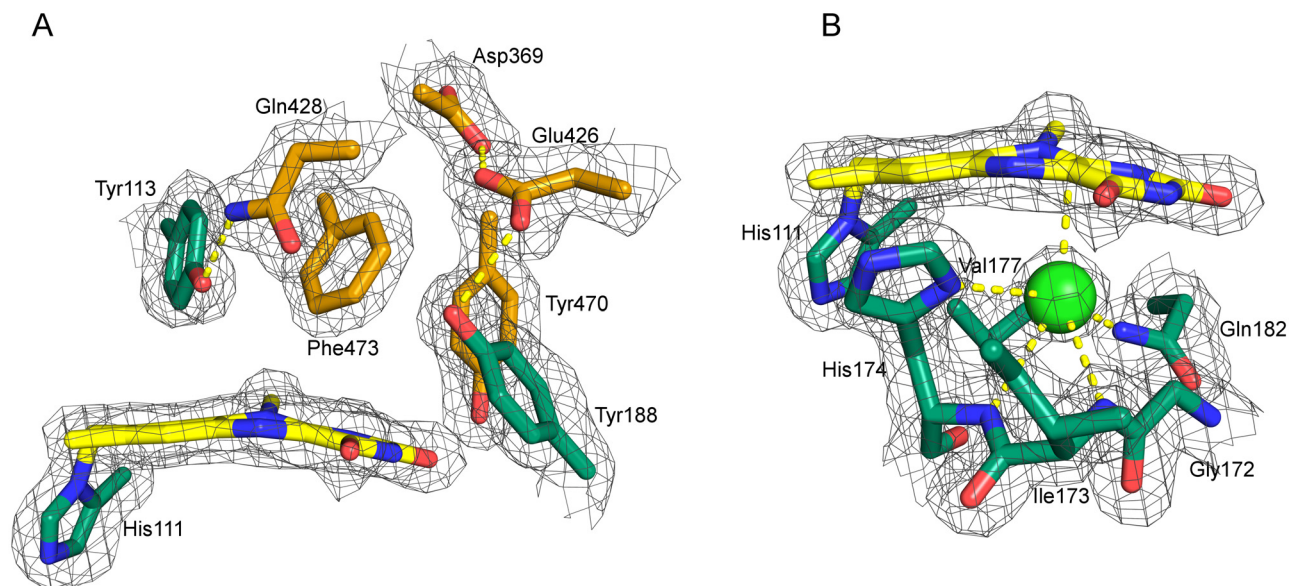 A
Asp369
Gln428
Glu426
Tyr113
Tyr470
Phe473
Tyr188
His111
B
His111
Val177
Gln182
His174
Gly172
Ile173